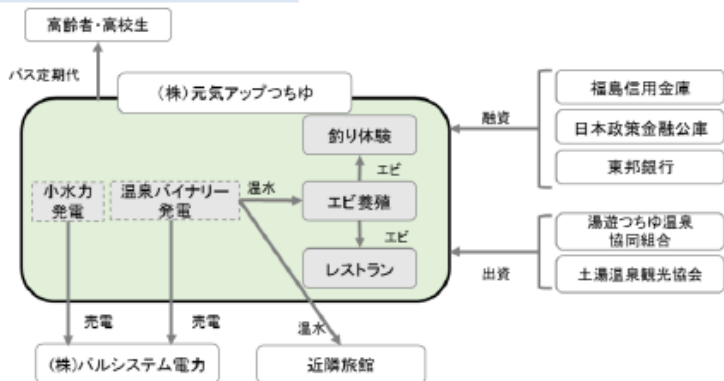 高齢者・高校生
バス定期代
(株)元気アップつちゆ
釣り体験
エビ
小水力
発電
温泉バイナリー
発電
温水
エビ養殖
エビ
レストラン
売電
売電
温水
(株)パルシステム電力
近隣旅館
融資
福島信用金庫
日本政策金融公庫
東邦銀行
出資
湯遊つちゆ温泉
協同組合
土湯温泉観光協会